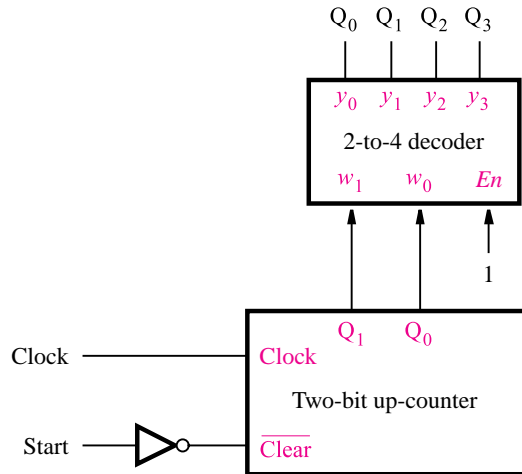 Q₀ Q₁ Q₂ Q₃
y₀ y₁ y₂ y₃
2-to-4 decoder
w₁ w₀ En
1
Q₁ Q₀
Clock Clock
Two-bit up-counter
Start C̅l̅e̅a̅r̅